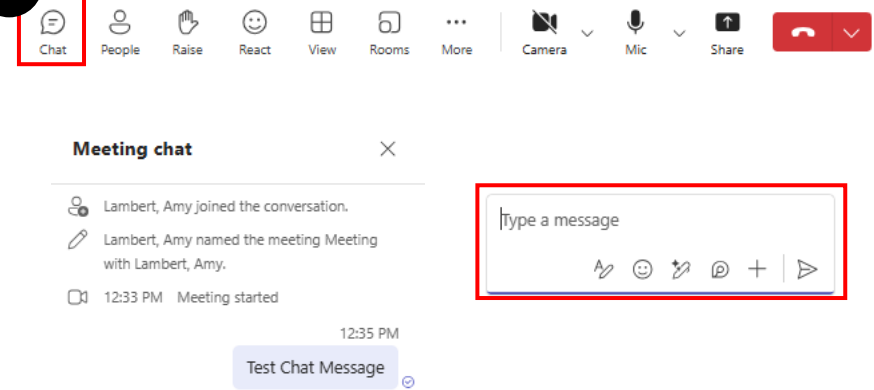 Chat People Raise React View Rooms More Camera Mic Share
Meeting chat
Lambert, Amy joined the conversation.
Lambert, Amy named the meeting Meeting
with Lambert, Amy.
12:33 PM Meeting started
12:35 PM
Test Chat Message
Type a message